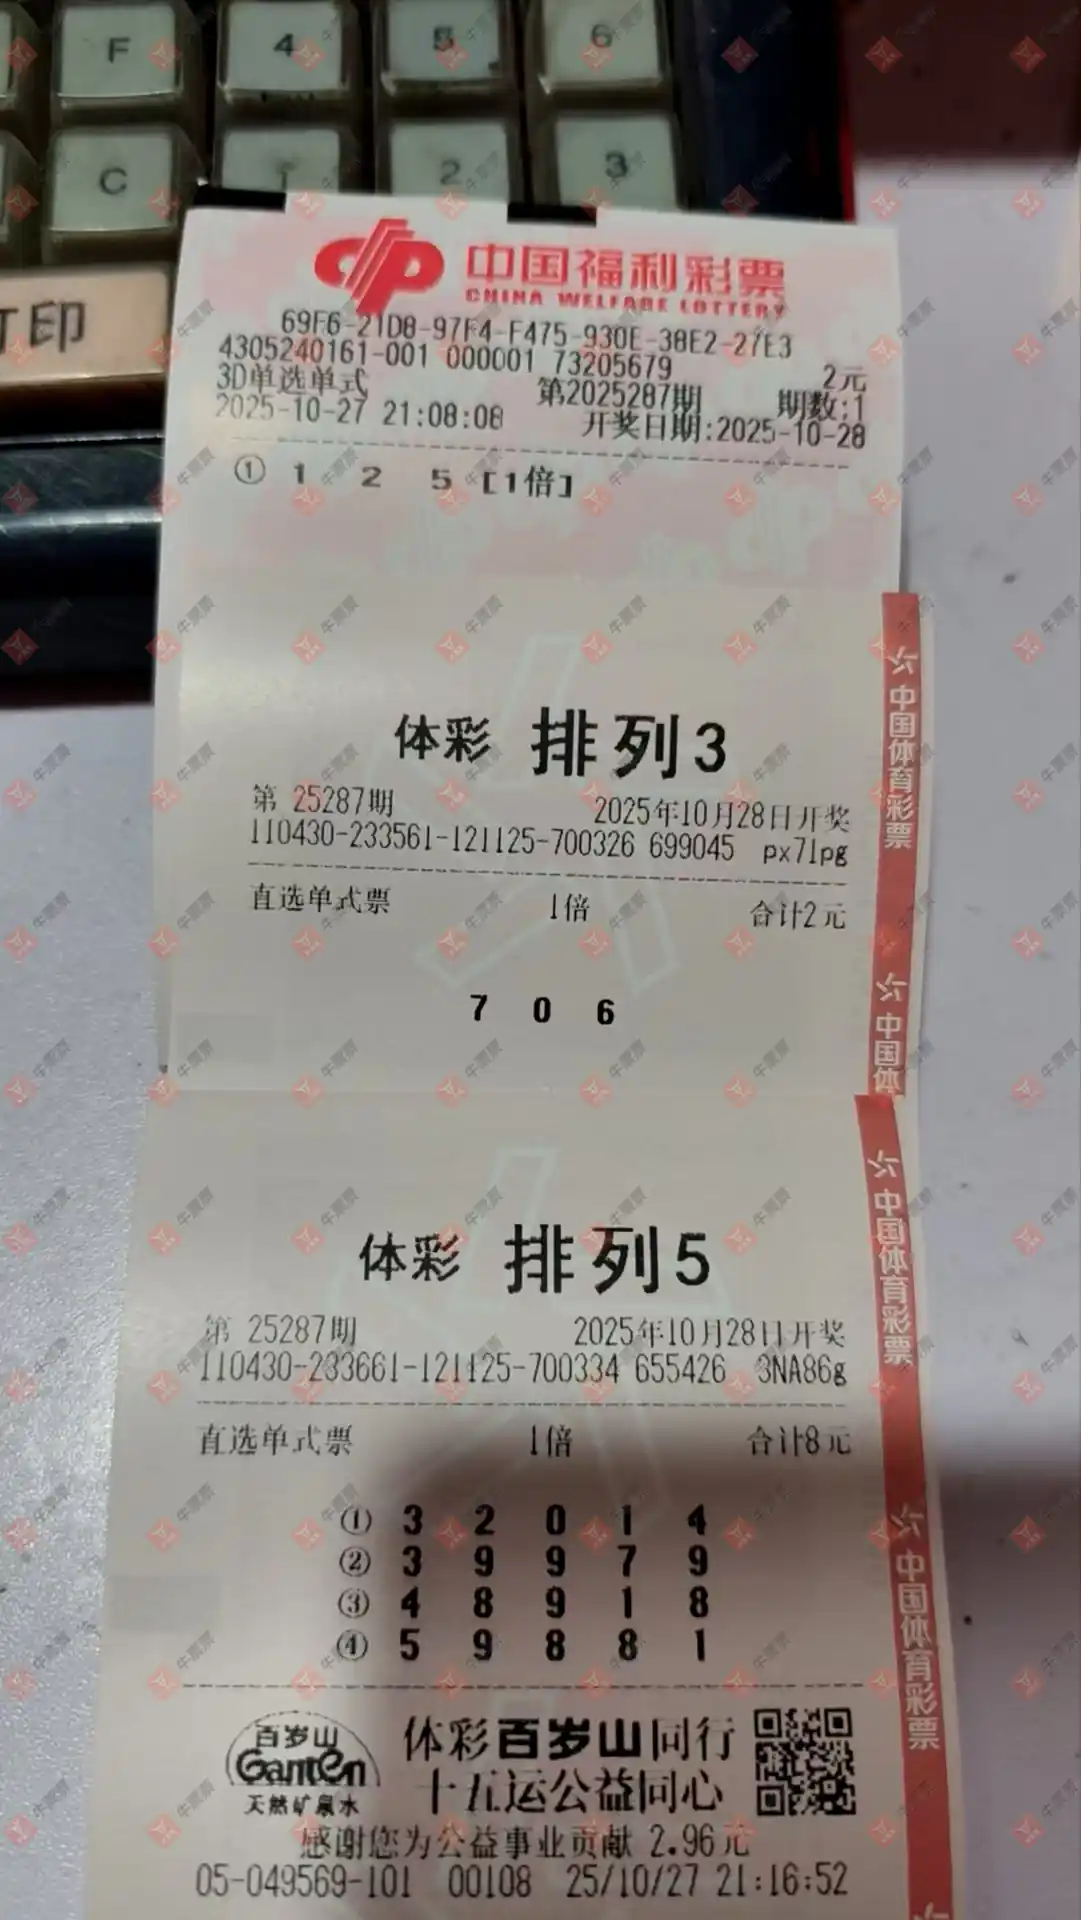 F 4 5 6
C 1 2 3
打印
中国福利彩票
CHINA WELFARE LOTTERY
69F6-21D8-97F4-F475-930E-38E2-27E3
4305240161-001 000001 73205679 2元
3D单选单式 第2025287期 期数:1
2025-10-27 21:08:08 开奖日期:2025-10-28
① 1 2 5 [1倍]
体彩 排列3
第 25287期 2025年10月28日开奖
110430-233561-121125-700326 699045 px7lpg
直选单式票 1倍 合计2元
7 0 6
中国体育彩票
中国体
体彩 排列5
第 25287期 2025年10月28日开奖
110430-233661-121125-700334 655426 3NA86g
直选单式票 1倍 合计8元
① 3 2 0 1 4
② 3 9 9 7 9
③ 4 8 9 1 8
④ 5 9 8 8 1
中国体育彩票
中国体育彩票
百岁山
Ganten
天然矿泉水
体彩百岁山同行
十五运公益同心
感谢您为公益事业贡献 2.96元
05-049569-101 00108 25/10/27 21:16:52